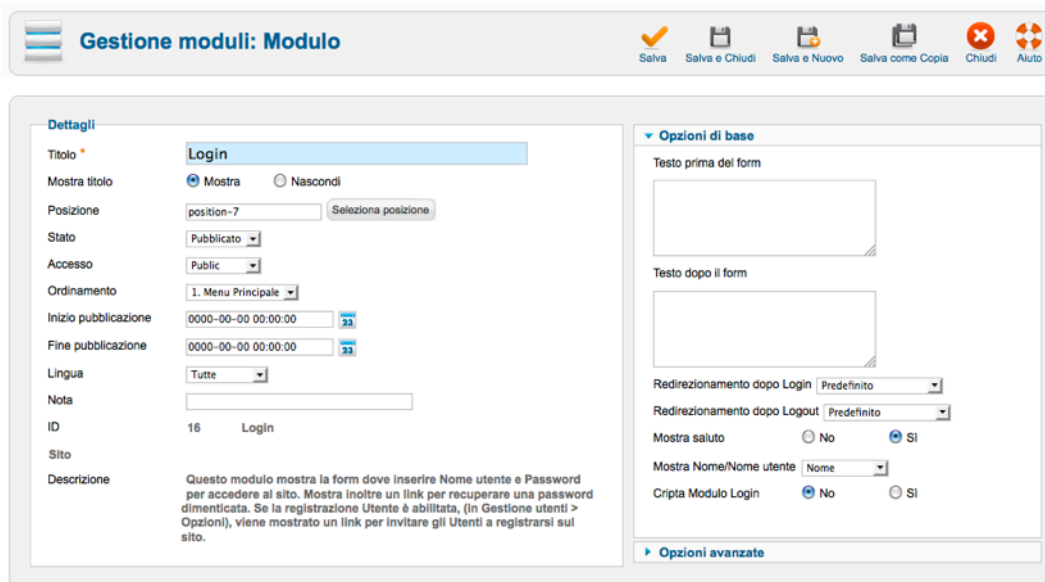 Gestione moduli: Modulo
Salva
Salva e Chiudi
Salva e Nuovo
Salva come Copia
Chiudi
Aiuto
Dettagli
Titolo *
Login
Mostra titolo
Mostra
Nascondi
Posizione
position-7
Seleziona posizione
Stato
Pubblicato
Accesso
Public
Ordinamento
1. Menu Principale
Inizio pubblicazione
0000-00-00 00:00:00
23
Fine pubblicazione
0000-00-00 00:00:00
23
Lingua
Tutte
Nota
ID
16
Login
Sito
Descrizione
Questo modulo mostra la form dove inserire Nome utente e Password
per accedere al sito. Mostra inoltre un link per recuperare una password
dimenticata. Se la registrazione Utente è abilitata, (in Gestione utenti >
Opzioni), viene mostrato un link per invitare gli Utenti a registrarsi sul
sito.
Opzioni di base
Testo prima del form
Testo dopo il form
Redirezionamento dopo Login
Predefinito
Redirezionamento dopo Logout
Predefinito
Mostra saluto
No
Sì
Mostra Nome/Nome utente
Nome
Cripta Modulo Login
No
Sì
Opzioni avanzate